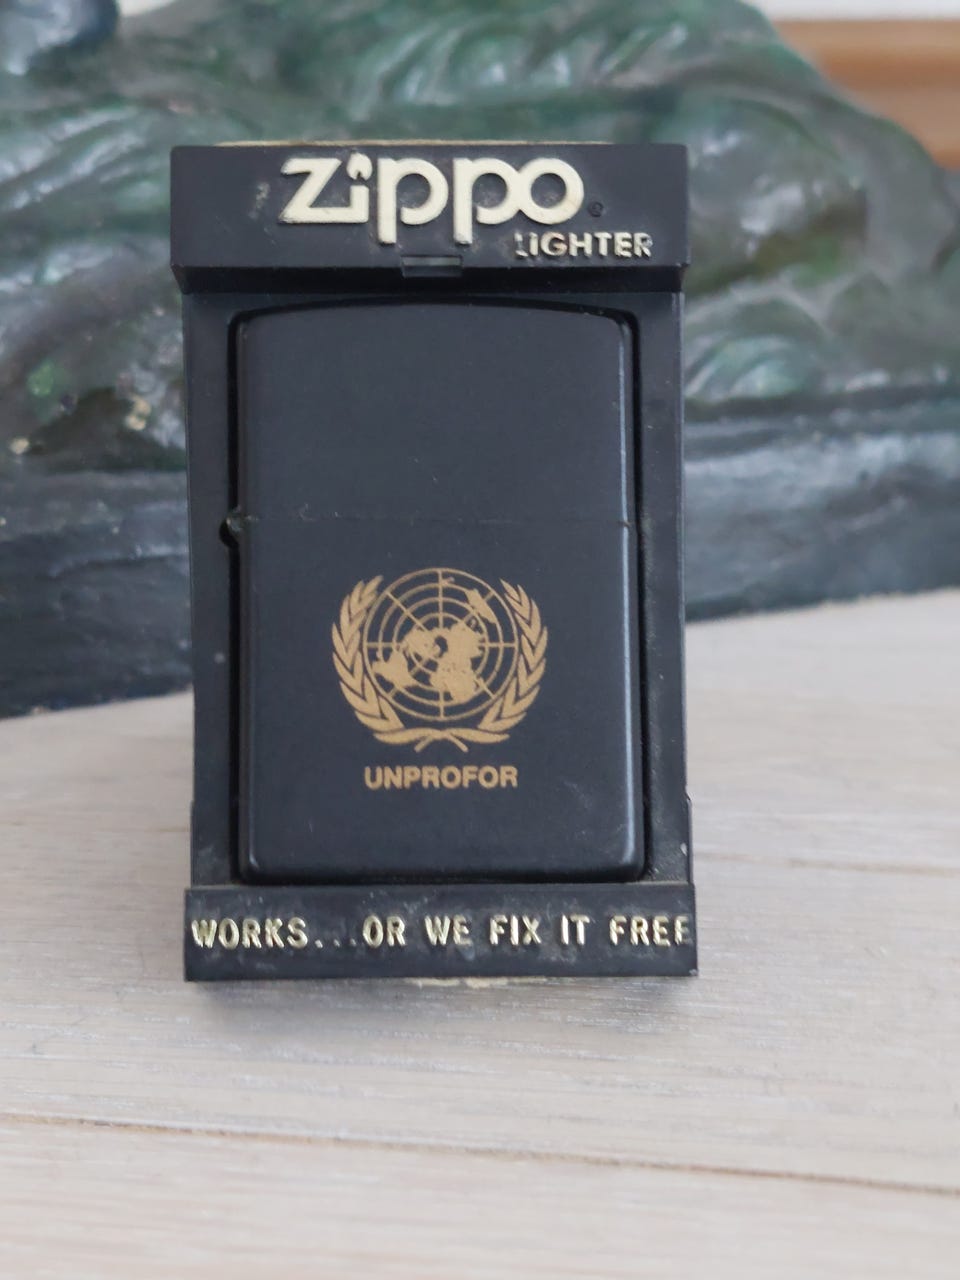 Zippo®
LIGHTER
UNPROFOR
WORKS...OR WE FIX IT FREE